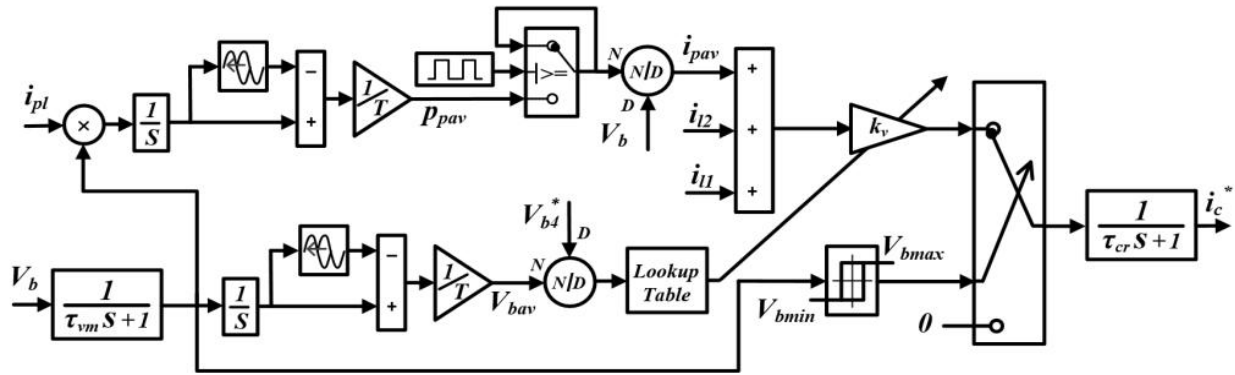 i_pl
×
1/S
−
+
1/T
p_pav
>=
N
N/D
D
V_b
i_pav
i_l2
i_l1
+
+
+
k_v
V_b
1/(τ_vm S+1)
1/S
−
+
1/T
V_bav
V_b4*
D
N
N/D
Lookup
Table
V_bmax
V_bmin
0
1/(τ_cr S+1)
i_c*